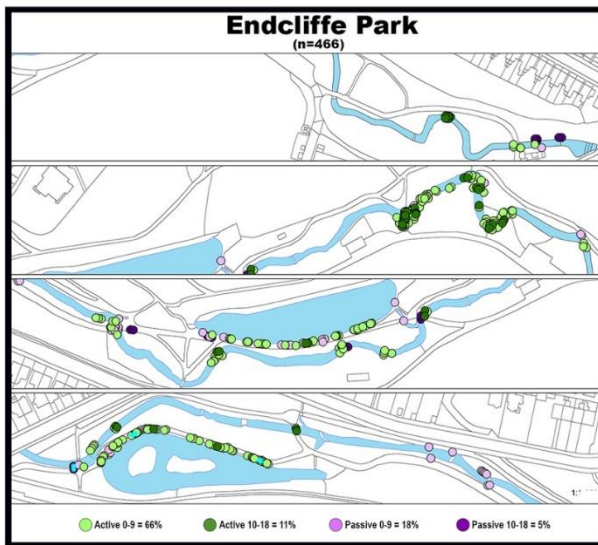 Endcliffe Park
(n=466)
Active 0-9 = 66%
Active 10-18 = 11%
Passive 0-9 = 18%
Passive 10-18 = 5%